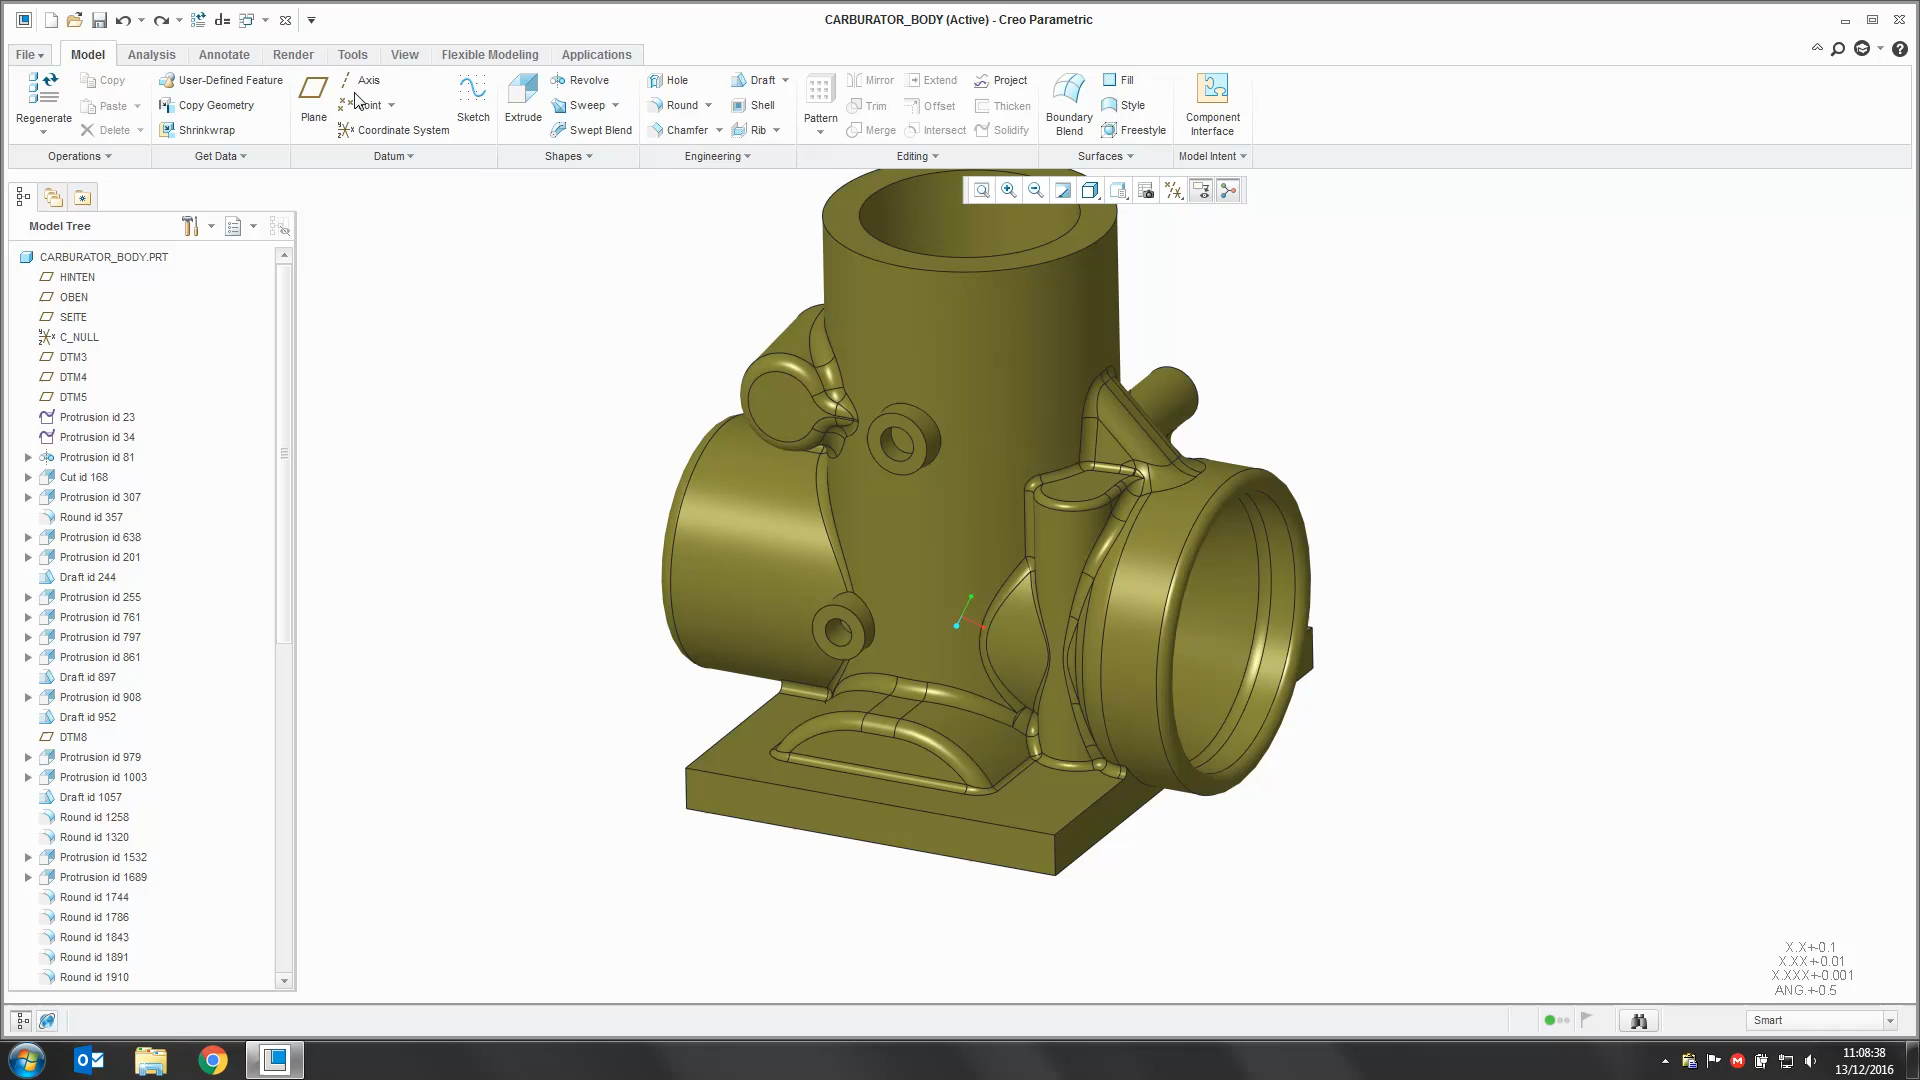 CARBURATOR_BODY (Active) - Creo Parametric
File Model Analysis Annotate Render Tools View Flexible Modeling Applications
Copy User-Defined Feature Axis Revolve Hole Draft Mirror Extend Project Fill
Paste Copy Geometry Sweep Round Shell Trim Offset Thicken Style
Regenerate Plane Sketch Extrude Pattern Boundary Blend Component Interface
Delete Shrinkwrap Coordinate System Swept Blend Chamfer Rib Merge Intersect Solidify Freestyle
Operations Get Data Datum Shapes Engineering Editing Surfaces Model Intent
Model Tree
CARBURATOR_BODY.PRT
HINTEN
OBEN
SEITE
C_NULL
DTM3
DTM4
DTM5
Protrusion id 23
Protrusion id 34
Protrusion id 81
Cut id 168
Protrusion id 307
Round id 357
Protrusion id 638
Protrusion id 201
Draft id 244
Protrusion id 255
Protrusion id 761
Protrusion id 797
Protrusion id 861
Draft id 897
Protrusion id 908
Draft id 952
DTM8
Protrusion id 979
Protrusion id 1003
Draft id 1057
Round id 1258
Round id 1320
Protrusion id 1532
Protrusion id 1689
Round id 1744
Round id 1786
Round id 1843
Round id 1891
Round id 1910
X.X+-0.1
X.XX+-0.01
X.XXX+-0.001
ANG.+-0.5
Smart
11:08:38
13/12/2016